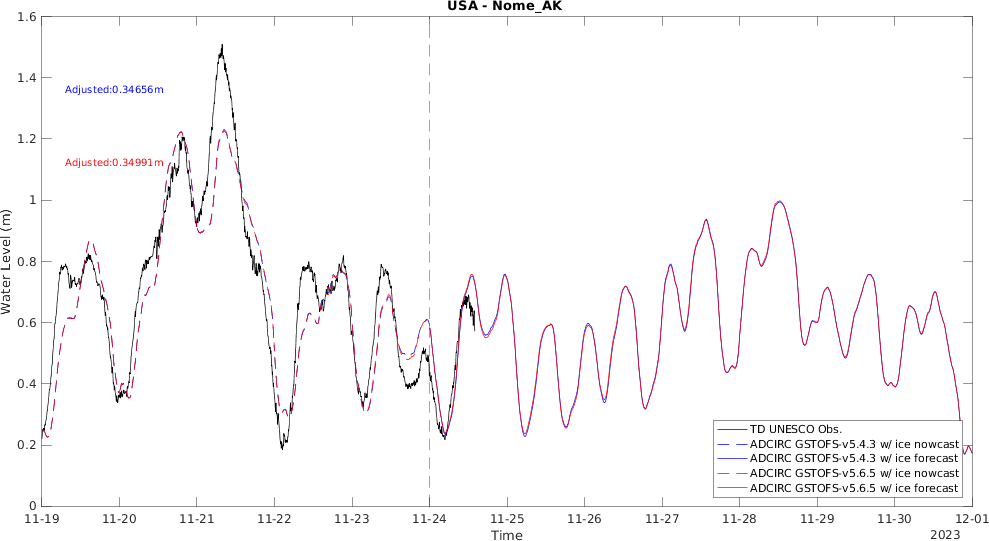 USA - Nome_AK
1.6
1.4
1.2
1
0.8
0.6
0.4
0.2
0
Water Level (m)
Adjusted:0.34656m
Adjusted:0.34991m
TD UNESCO Obs.
ADCIRC GSTOFS-v5.4.3 w/ ice nowcast
ADCIRC GSTOFS-v5.4.3 w/ ice forecast
ADCIRC GSTOFS-v5.6.5 w/ ice nowcast
ADCIRC GSTOFS-v5.6.5 w/ ice forecast
11-19 11-20 11-21 11-22 11-23 11-24 11-25 11-26 11-27 11-28 11-29 11-30 12-01
Time
2023